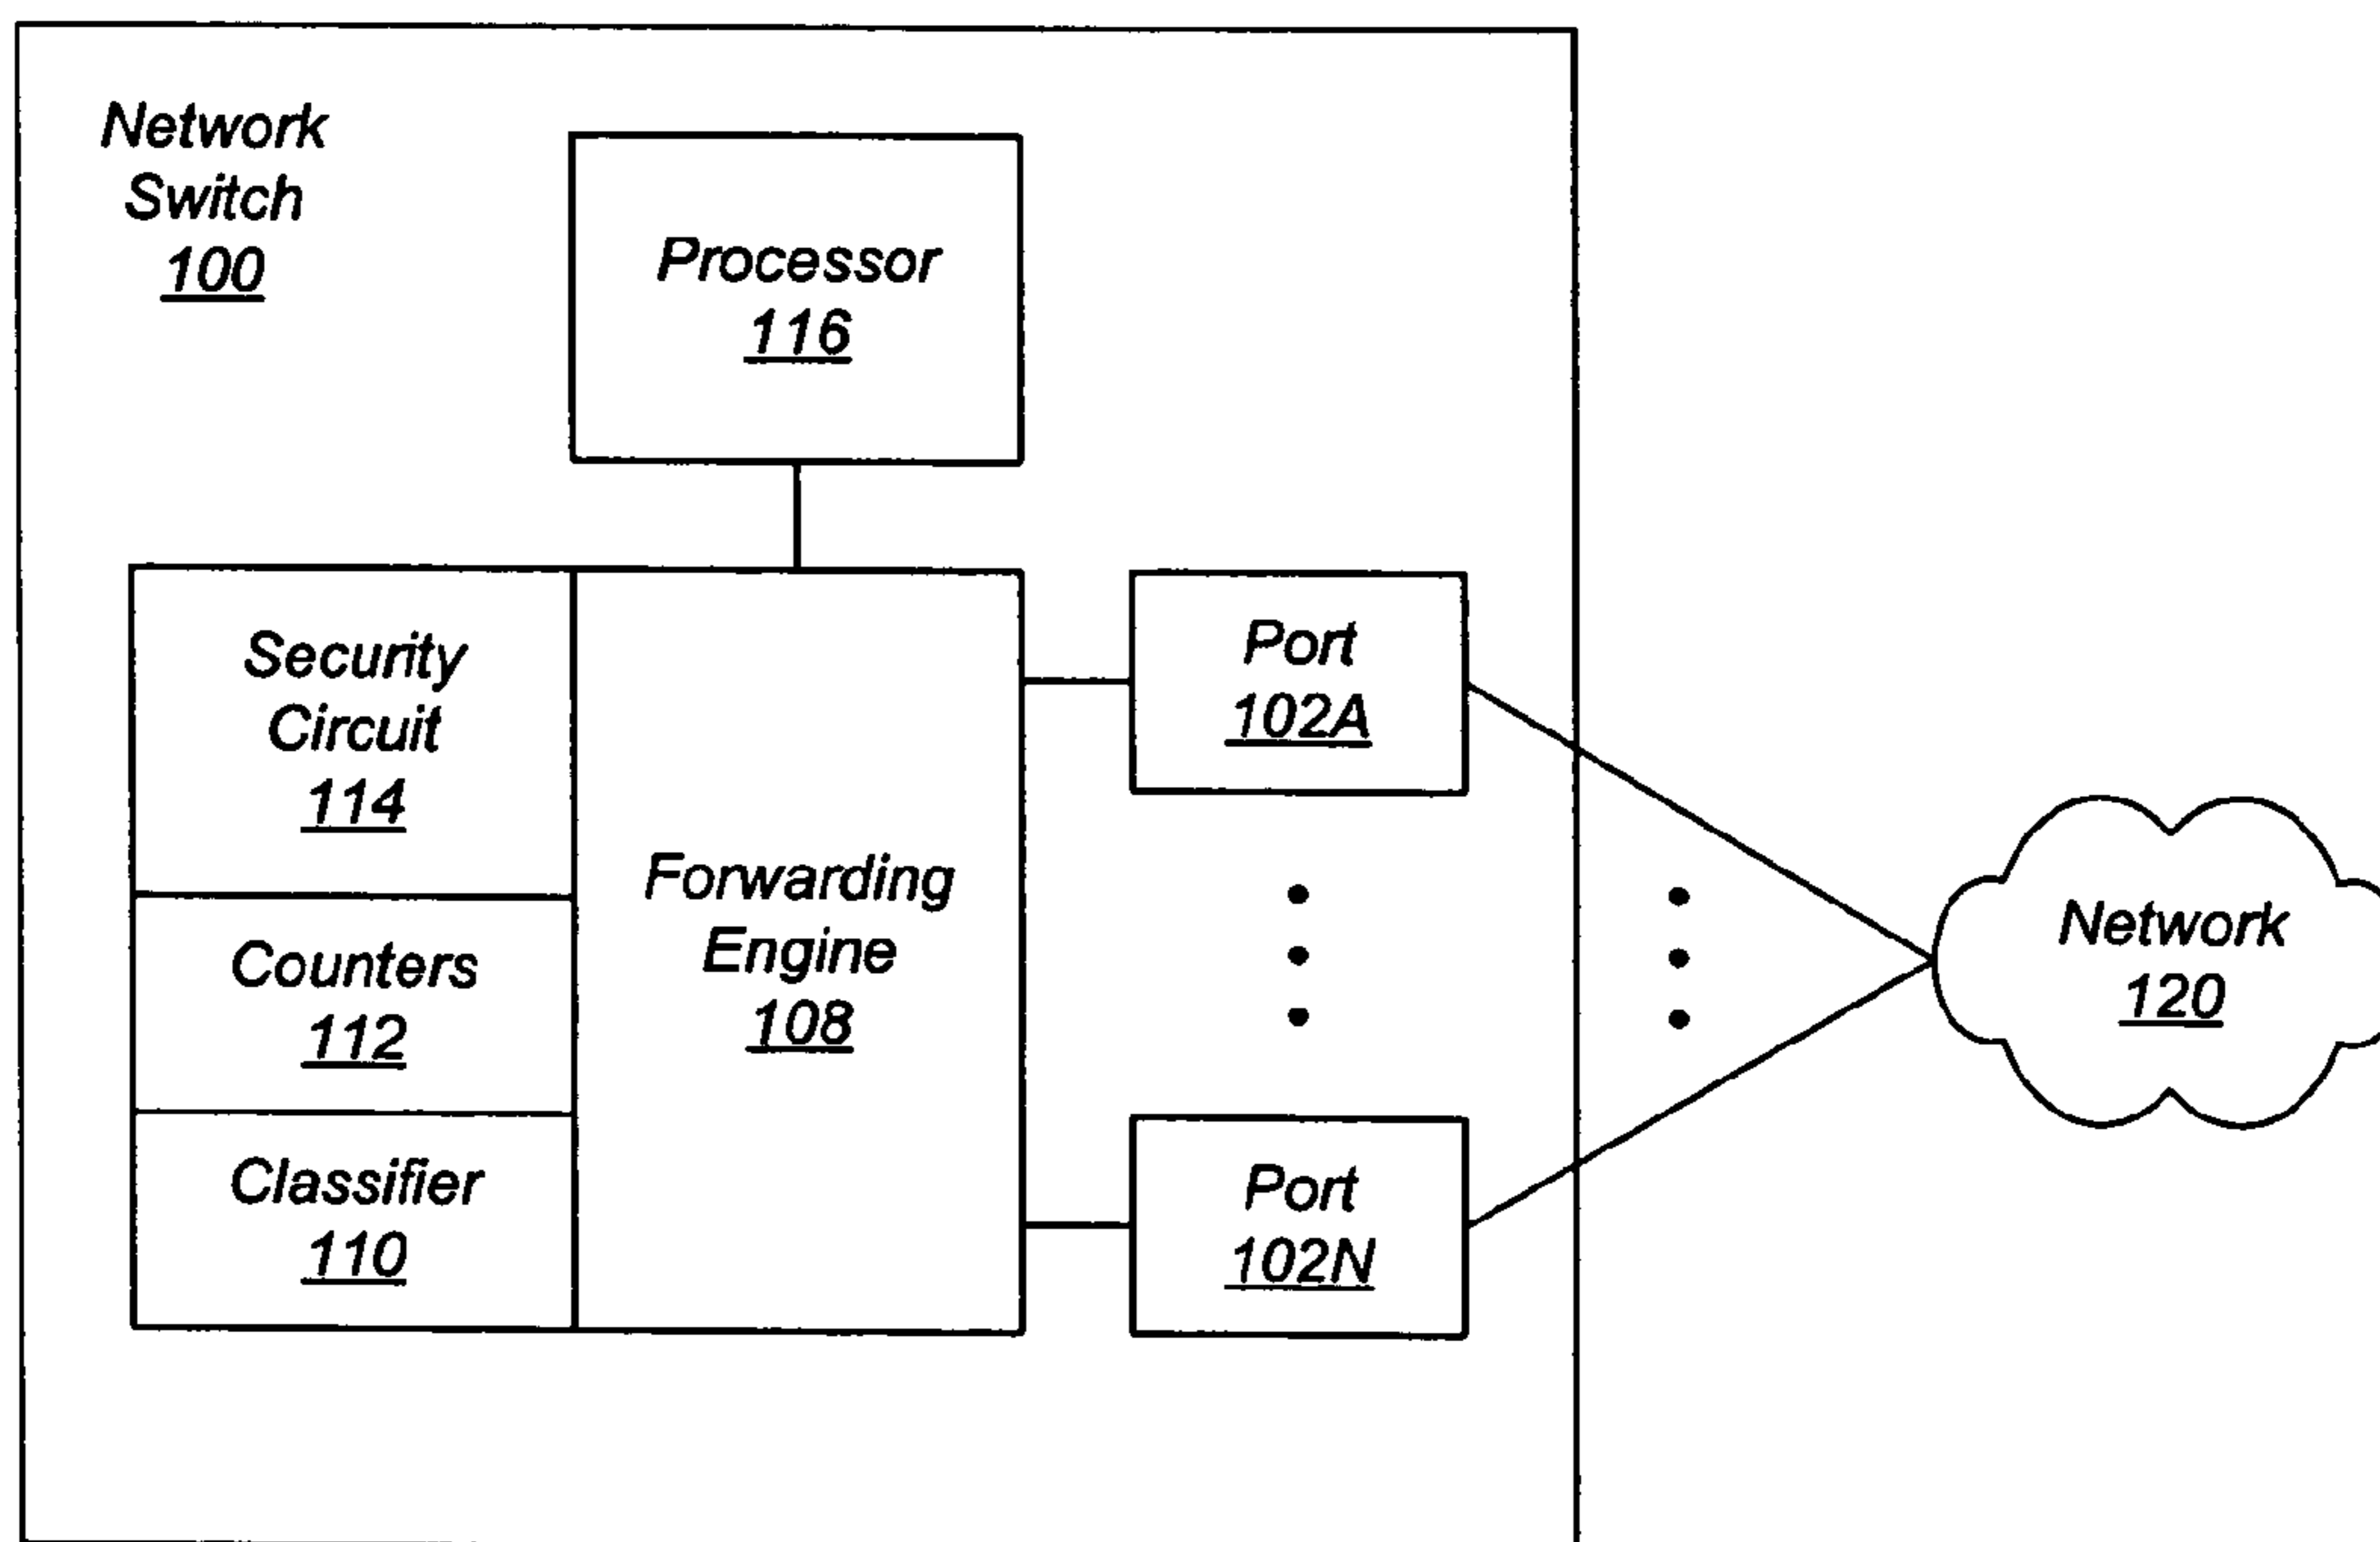 Network
Switch
100
Processor
116
Security
Circuit
114
Counters
112
Classifier
110
Forwarding
Engine
108
Port
102A
Port
102N
Network
120